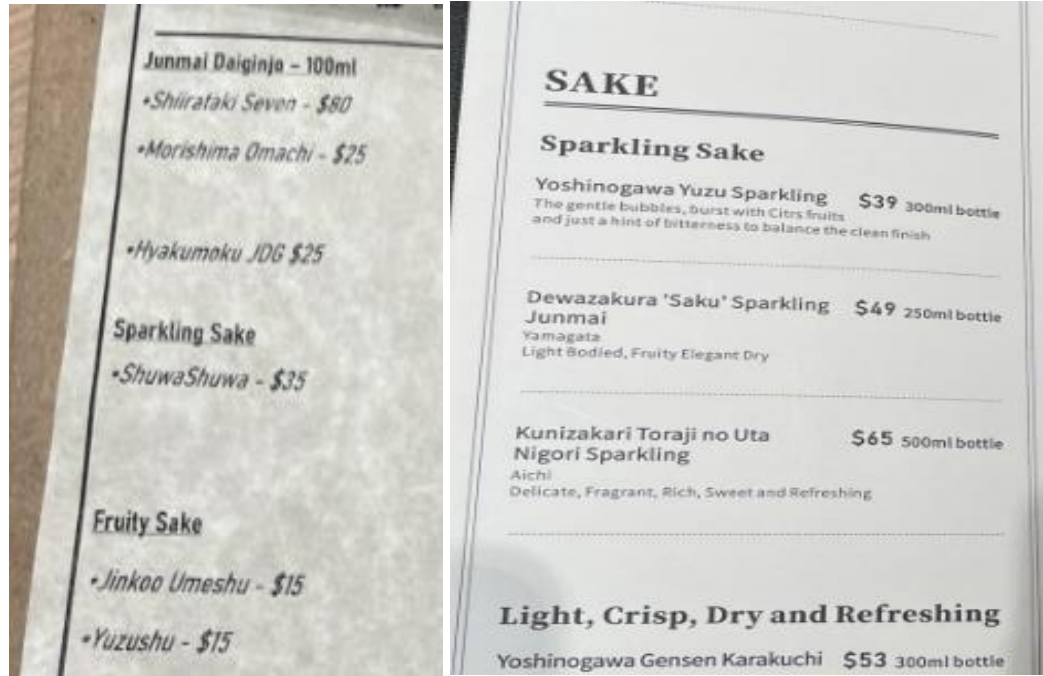 Junmai Daiginjo - 100ml
•Shiirataki Seven - $80
•Morishima Omachi - $25
•Hyakumoku JDG $25
Sparkling Sake
•ShuwaShuwa - $35
Fruity Sake
•Jinkoo Umeshu - $15
•Yuzushu - $15
SAKE
Sparkling Sake
Yoshinogawa Yuzu Sparkling $39 300ml bottle
The gentle bubbles, burst with Citrs fruits
and just a hint of bitterness to balance the clean finish
Dewazakura 'Saku' Sparkling $49 250ml bottle
Junmai
Yamagata
Light Bodied, Fruity Elegant Dry
Kunizakari Toraji no Uta $65 500ml bottle
Nigori Sparkling
Aichi
Delicate, Fragrant, Rich, Sweet and Refreshing
Light, Crisp, Dry and Refreshing
Yoshinogawa Gensen Karakuchi $53 300ml bottle